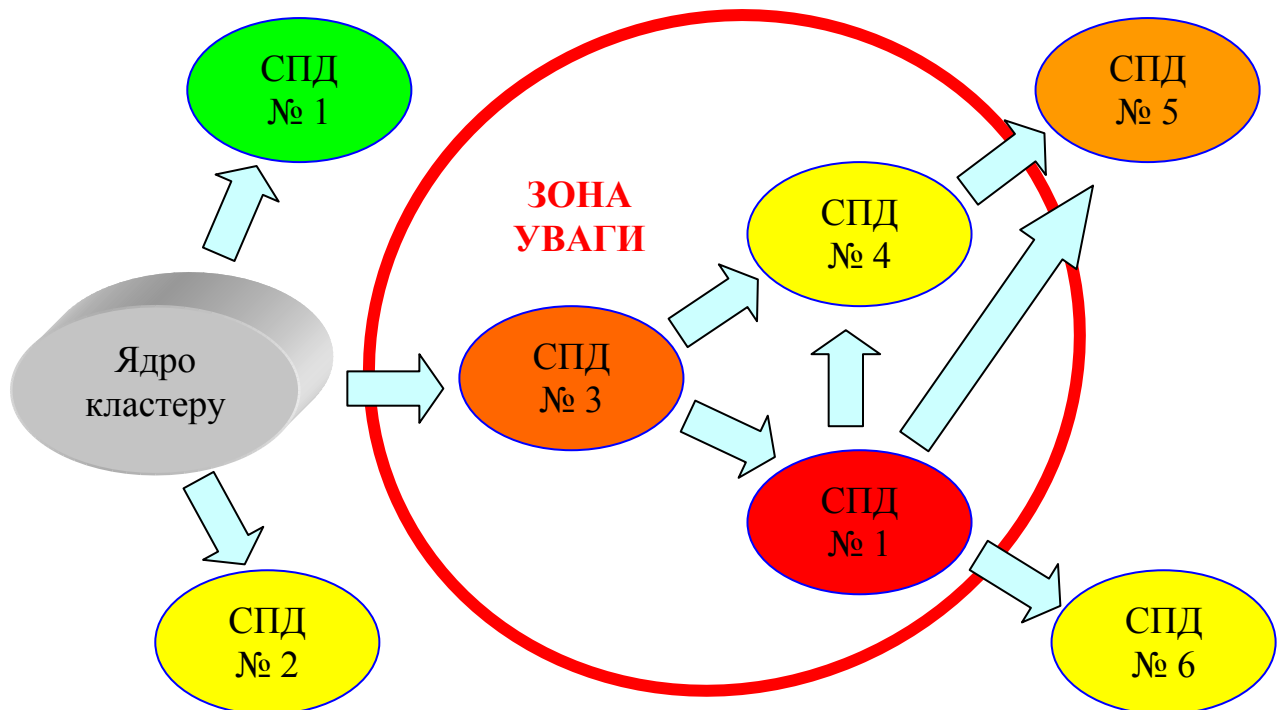 СПД
№ 1
СПД
№ 5
ЗОНА
УВАГИ
СПД
№ 4
Ядро
кластеру
СПД
№ 3
СПД
№ 1
СПД
№ 2
СПД
№ 6